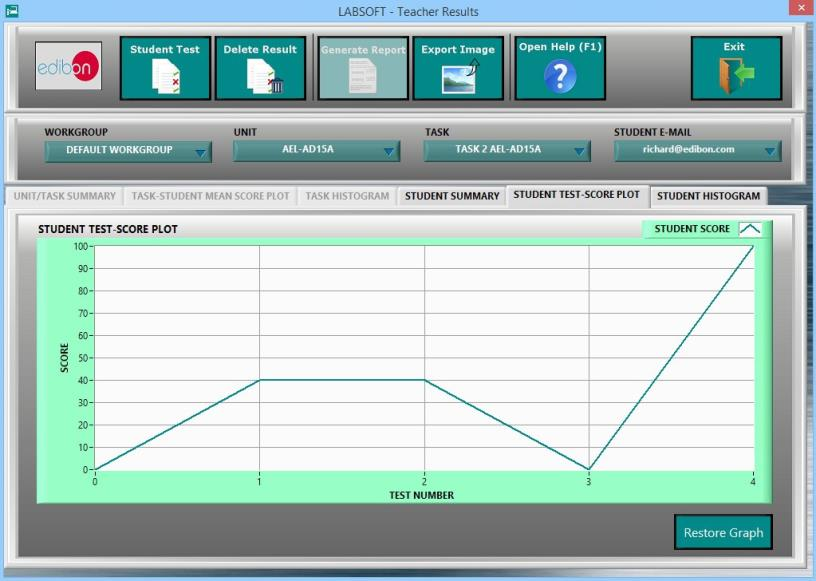 LABSOFT - Teacher Results
edibon
Student Test
Delete Result
Generate Report
Export Image
Open Help (F1)
Exit
WORKGROUP
UNIT
TASK
STUDENT E-MAIL
DEFAULT WORKGROUP
AEL-AD15A
TASK 2 AEL-AD15A
richard@edibon.com
UNIT/TASK SUMMARY
TASK-STUDENT MEAN SCORE PLOT
TASK HISTOGRAM
STUDENT SUMMARY
STUDENT TEST-SCORE PLOT
STUDENT HISTOGRAM
STUDENT TEST-SCORE PLOT
STUDENT SCORE
100
90
80
70
60
50
40
30
20
10
0
SCORE
0 1 2 3 4
TEST NUMBER
Restore Graph